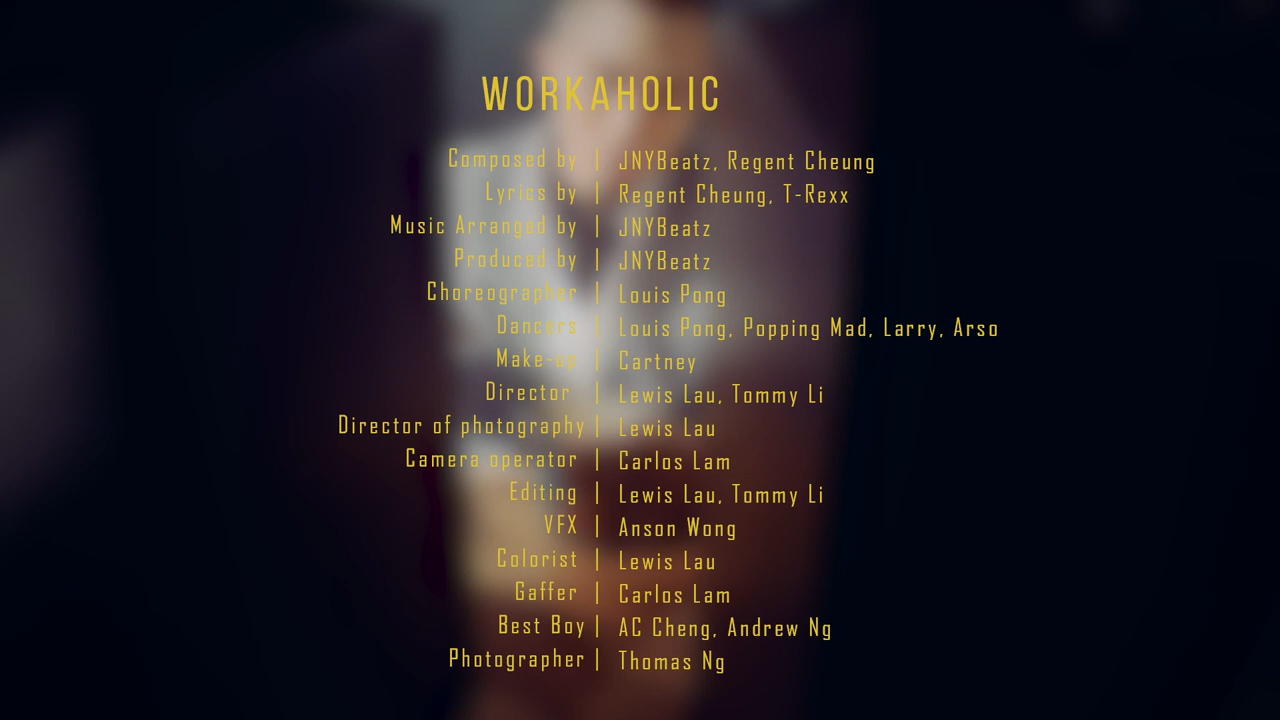 WORKAHOLIC
Composed by | JNYBeatz, Regent Cheung
Lyrics by | Regent Cheung, T-Rexx
Music Arranged by | JNYBeatz
Produced by | JNYBeatz
Choreographer | Louis Pong
Dancers | Louis Pong, Popping Mad, Larry, Arso
Make-up | Cartney
Director | Lewis Lau, Tommy Li
Director of photography | Lewis Lau
Camera operator | Carlos Lam
Editing | Lewis Lau, Tommy Li
VFX | Anson Wong
Colorist | Lewis Lau
Gaffer | Carlos Lam
Best Boy | AC Cheng, Andrew Ng
Photographer | Thomas Ng